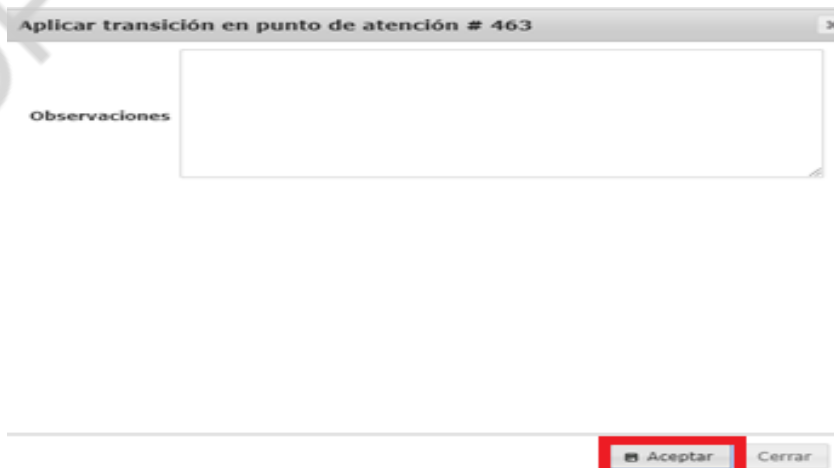 Aplicar transición en punto de atención # 463
Observaciones
Aceptar
Cerrar